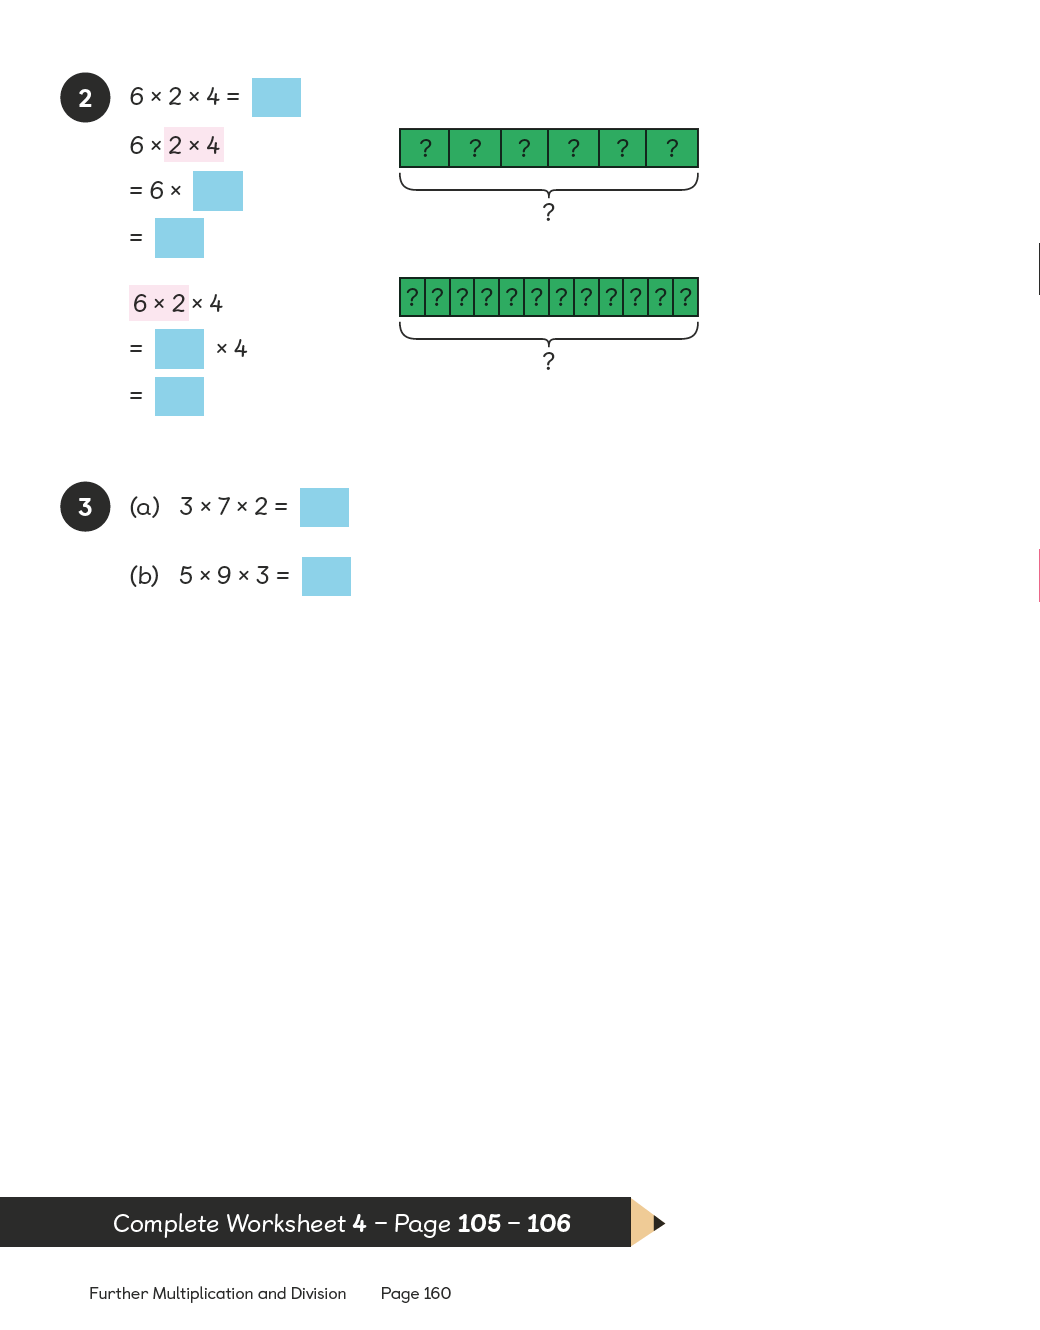 2
6 × 2 × 4 =
6 × 2 × 4
= 6 ×
=
? ? ? ? ? ?
?
6 × 2 × 4
= × 4
=
? ? ? ? ? ? ? ? ? ? ? ?
?
3
(a) 3 × 7 × 2 =
(b) 5 × 9 × 3 =
Complete Worksheet 4 – Page 105 – 106
Further Multiplication and Division Page 160